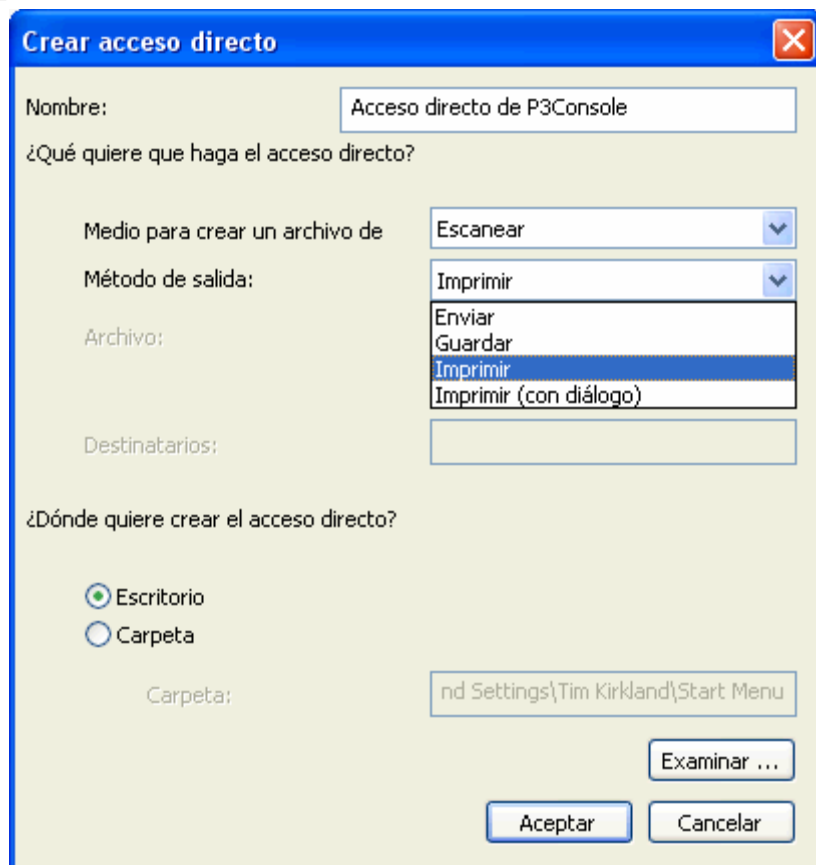 Crear acceso directo
Nombre: Acceso directo de P3Console
¿Qué quiere que haga el acceso directo?
Medio para crear un archivo de Escanear
Método de salida: Imprimir
Enviar
Archivo:
Guardar
Imprimir
Imprimir (con diálogo)
Destinatarios:
¿Dónde quiere crear el acceso directo?
Escritorio
Carpeta
Carpeta: nd Settings\Tim Kirkland\Start Menu
Examinar ...
Aceptar Cancelar